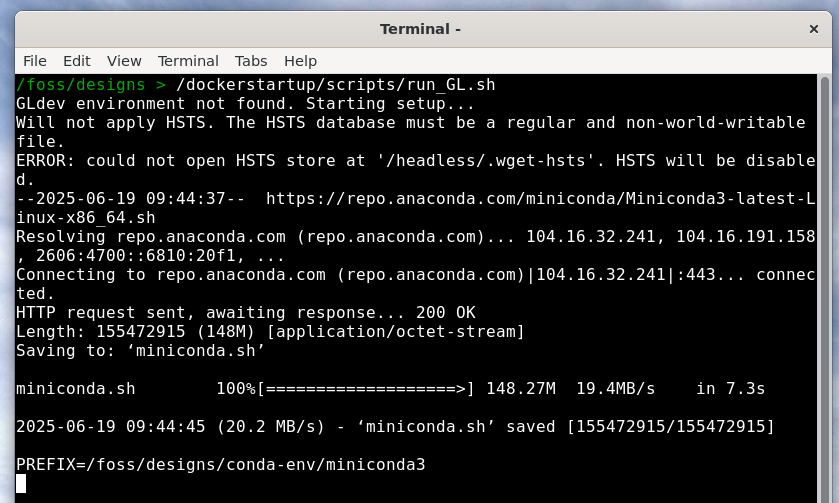 Terminal -
×
File Edit View Terminal Tabs Help
/foss/designs > /dockerstartup/scripts/run_GL.sh
GLdev environment not found. Starting setup...
Will not apply HSTS. The HSTS database must be a regular and non-world-writable
file.
ERROR: could not open HSTS store at '/headless/.wget-hsts'. HSTS will be disable
d.
--2025-06-19 09:44:37--  https://repo.anaconda.com/miniconda/Miniconda3-latest-L
inux-x86_64.sh
Resolving repo.anaconda.com (repo.anaconda.com)... 104.16.32.241, 104.16.191.158
, 2606:4700::6810:20f1, ...
Connecting to repo.anaconda.com (repo.anaconda.com)|104.16.32.241|:443... connec
ted.
HTTP request sent, awaiting response... 200 OK
Length: 155472915 (148M) [application/octet-stream]
Saving to: ‘miniconda.sh’
miniconda.sh        100%[===================>] 148.27M  19.4MB/s    in 7.3s
2025-06-19 09:44:45 (20.2 MB/s) - ‘miniconda.sh’ saved [155472915/155472915]
PREFIX=/foss/designs/conda-env/miniconda3